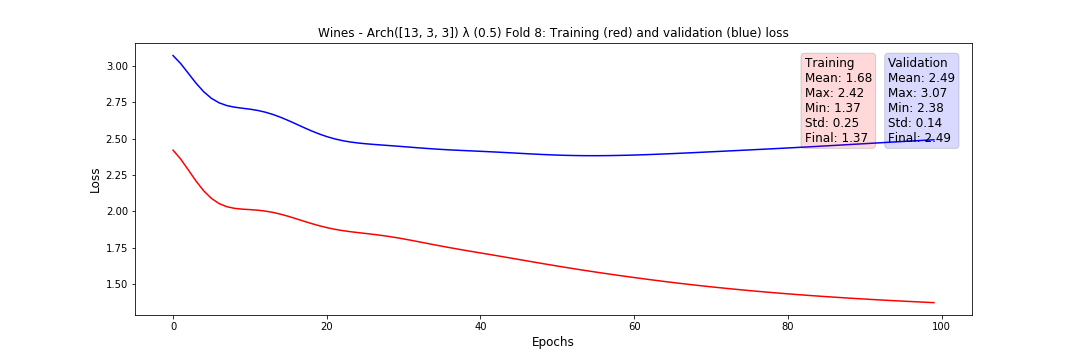 Wines - Arch([13, 3, 3]) λ (0.5) Fold 8: Training (red) and validation (blue) loss
Training
Mean: 1.68
Max: 2.42
Min: 1.37
Std: 0.25
Final: 1.37
Validation
Mean: 2.49
Max: 3.07
Min: 2.38
Std: 0.14
Final: 2.49
Loss
3.00
2.75
2.50
2.25
2.00
1.75
1.50
0
20
40
60
80
100
Epochs